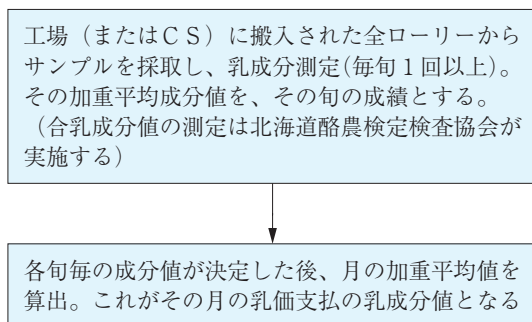 工場（またはＣＳ）に搬入された全ローリーから
サンプルを採取し、乳成分測定(毎旬１回以上)。
その加重平均成分値を、その旬の成績とする。
（合乳成分値の測定は北海道酪農検定検査協会が
実施する）
各旬毎の成分値が決定した後、月の加重平均値を
算出。これがその月の乳価支払の乳成分値となる